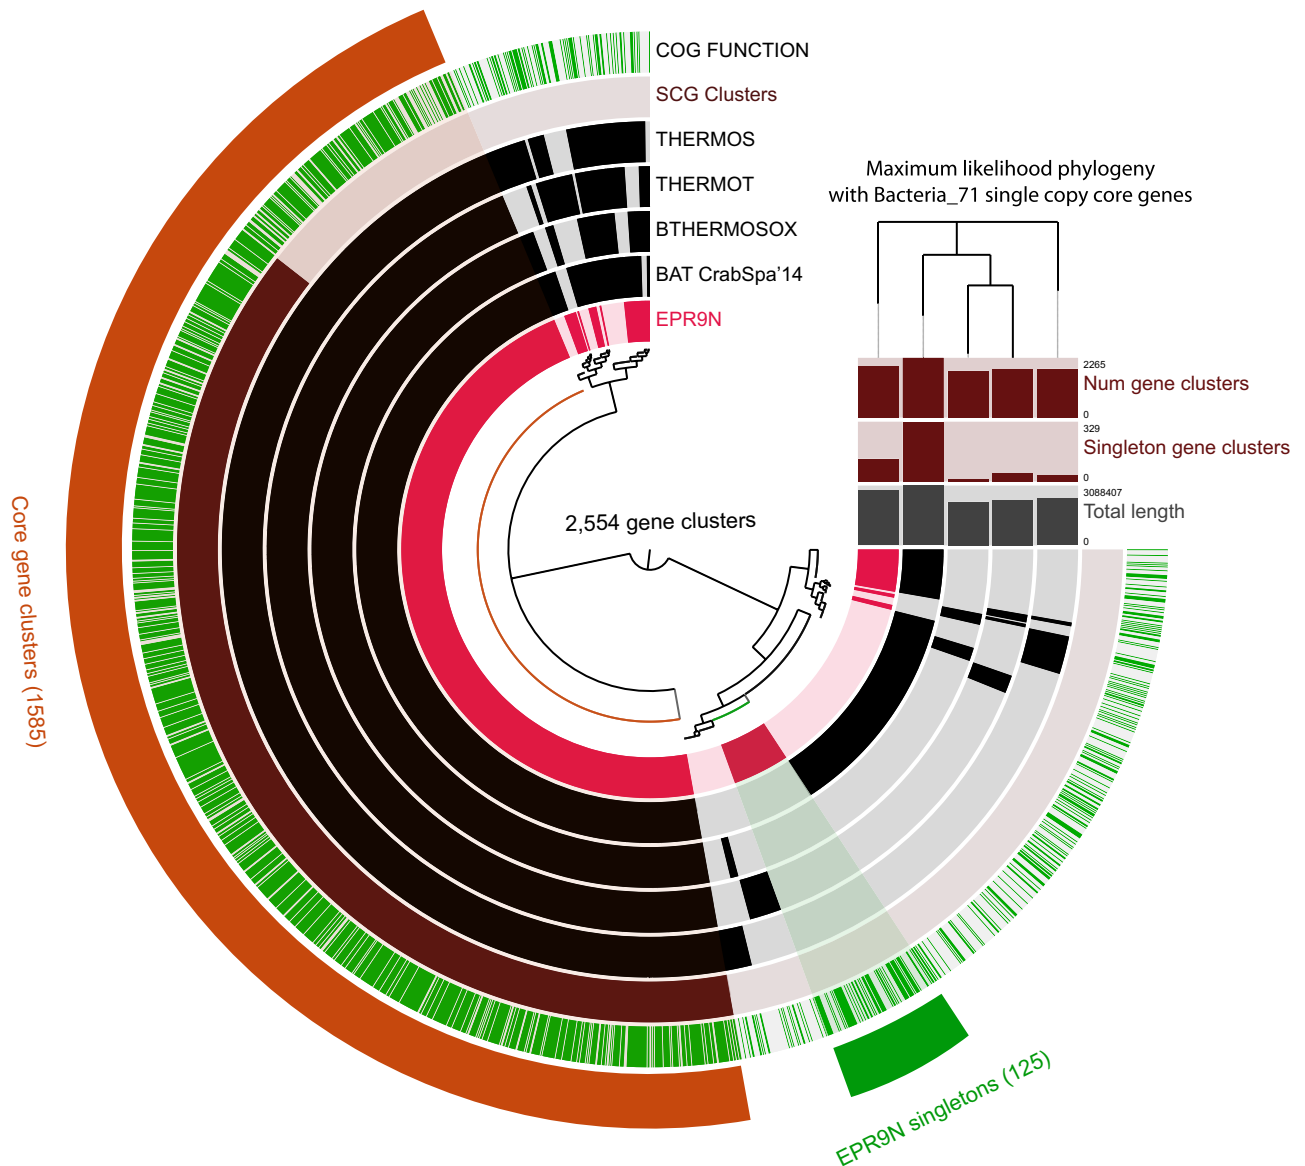 COG FUNCTION
SCG Clusters
THERMOS
THERMOT
BTHERMOSOX
BAT CrabSpa’14
EPR9N
Maximum likelihood phylogeny
with Bacteria_71 single copy core genes
2265
Num gene clusters
0
329
Singleton gene clusters
0
3088407
Total length
0
2,554 gene clusters
Core gene clusters (1585)
EPR9N singletons (125)